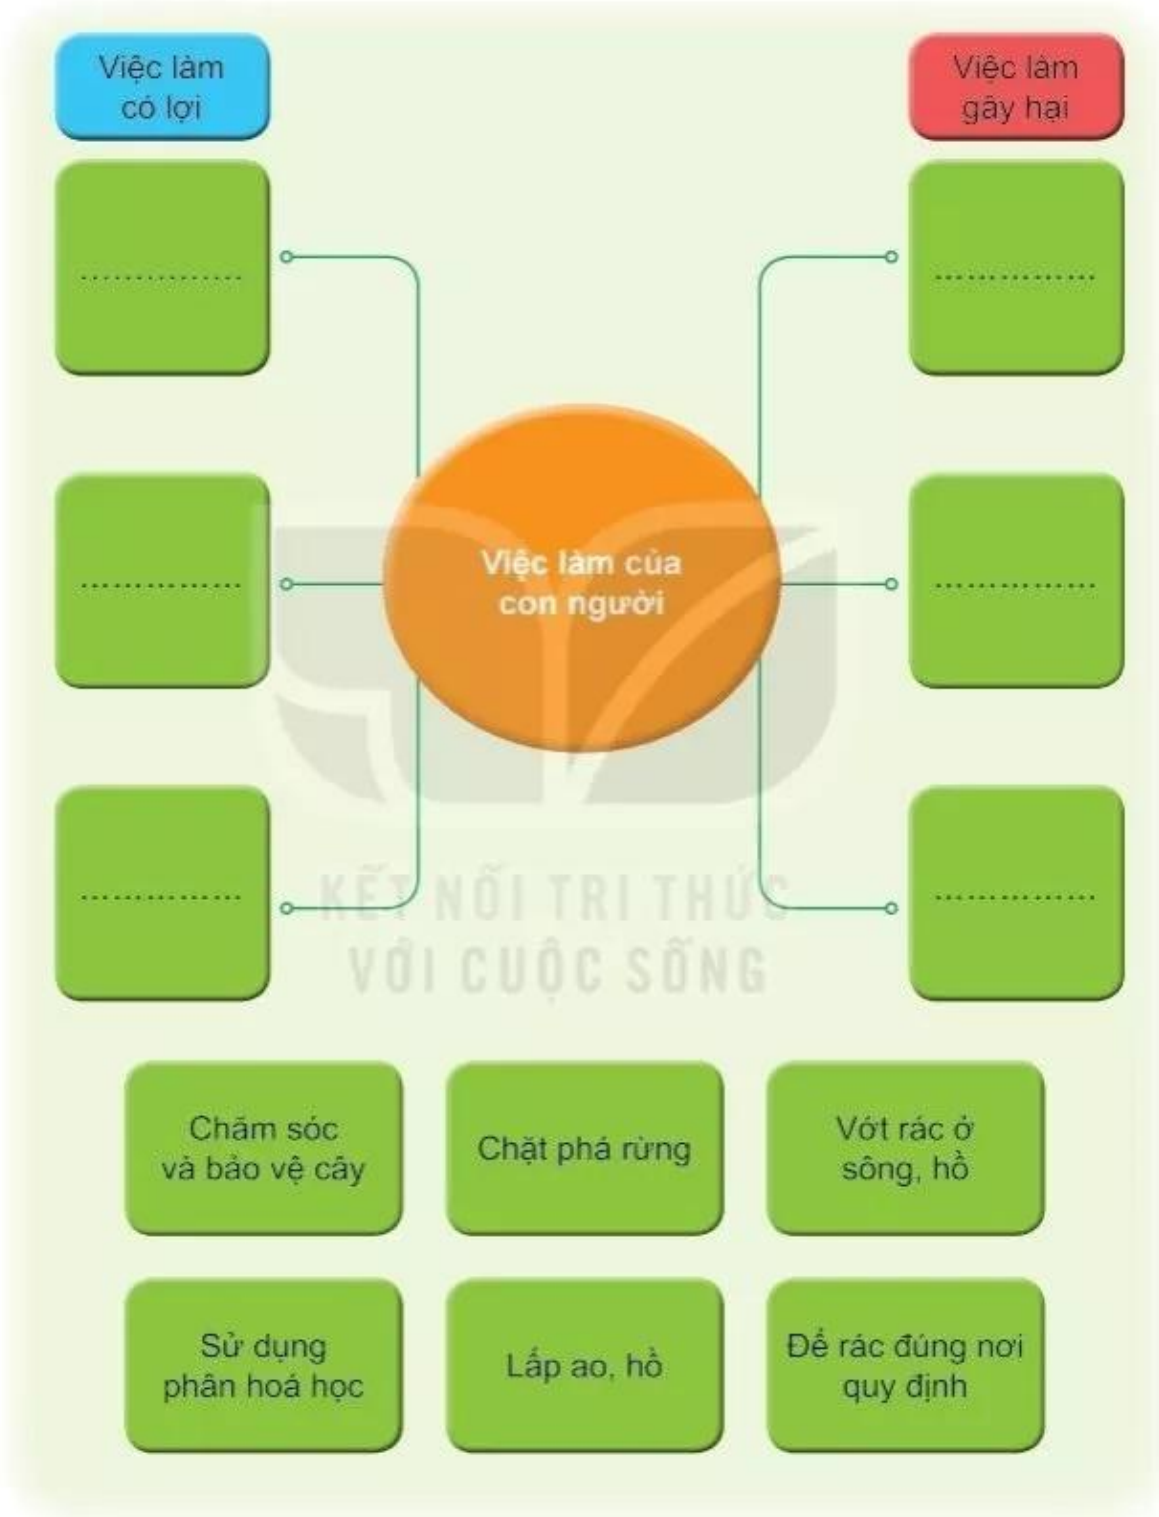 Việc làm
có lợi
Việc làm
gây hại
................
................
................
................
Việc làm của
con người
................
................
KẾT NỐI TRI THỨC
VỚI CUỘC SỐNG
Chăm sóc
và bảo vệ cây
Chặt phá rừng
Vớt rác ở
sông, hồ
Sử dụng
phân hoá học
Lấp ao, hồ
Để rác đúng nơi
quy định